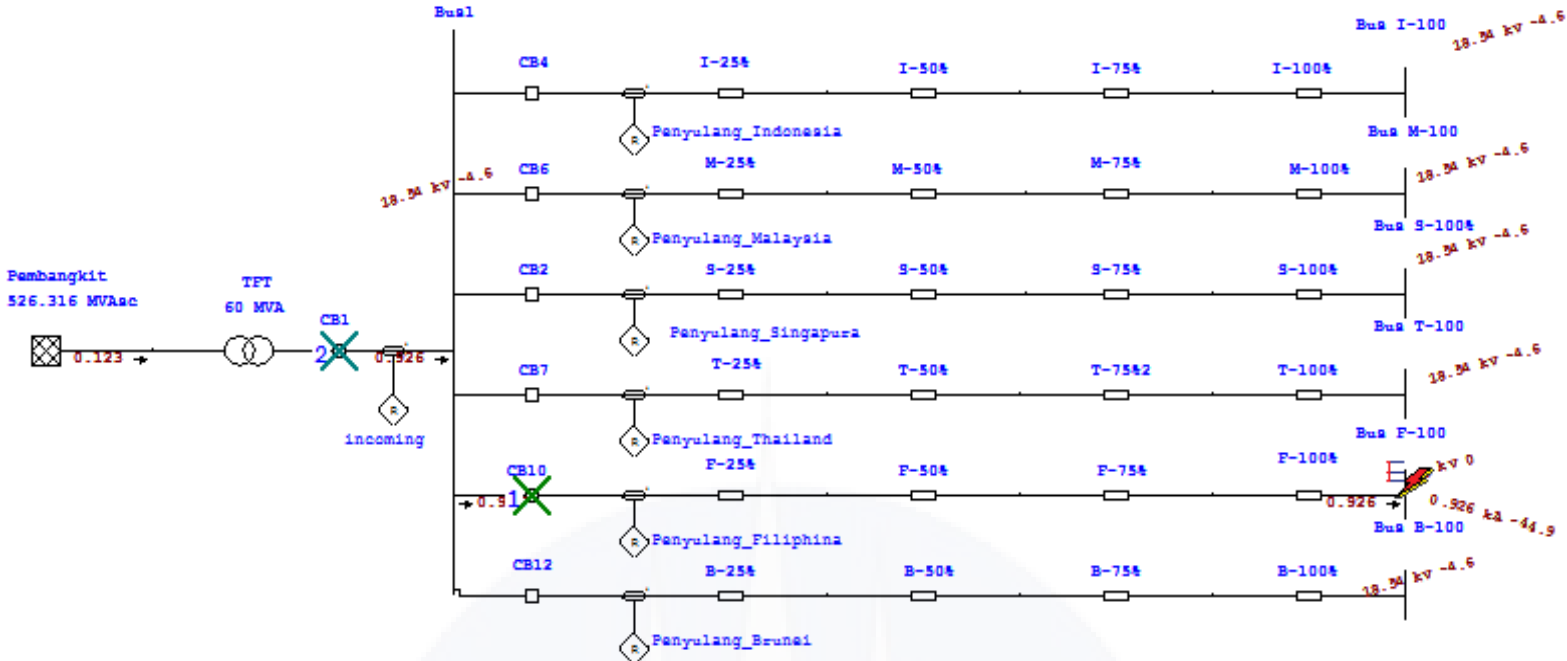 Bus1
Bus I-100
18.54 kv -4.6
CB4
I-25%
I-50%
I-75%
I-100%
R
Penyulang_Indonesia
Bus M-100
18.54 kv -4.6
CB6
M-25%
M-50%
M-75%
M-100%
18.54 kv -4.6
R
Penyulang_Malaysia
Bus S-100%
18.54 kv -4.6
Pembangkit
526.316 MVAsc
TFT
60 MVA
CB2
S-25%
S-50%
S-75%
S-100%
R
Penyulang_Singapura
Bus T-100
CB1
2
0.123
0.926
R
incoming
CB7
T-25%
T-50%
T-75%2
T-100%
18.54 kv -4.6
R
Penyulang_Thailand
Bus F-100
CB10
F-25%
F-50%
F-75%
F-100%
kv 0
0.9
1
0.926
0.926 kA -44.9
R
Penyulang_Filiphina
Bus B-100
CB12
B-25%
B-50%
B-75%
B-100%
18.54 kv -4.6
R
Penyulang_Brunei